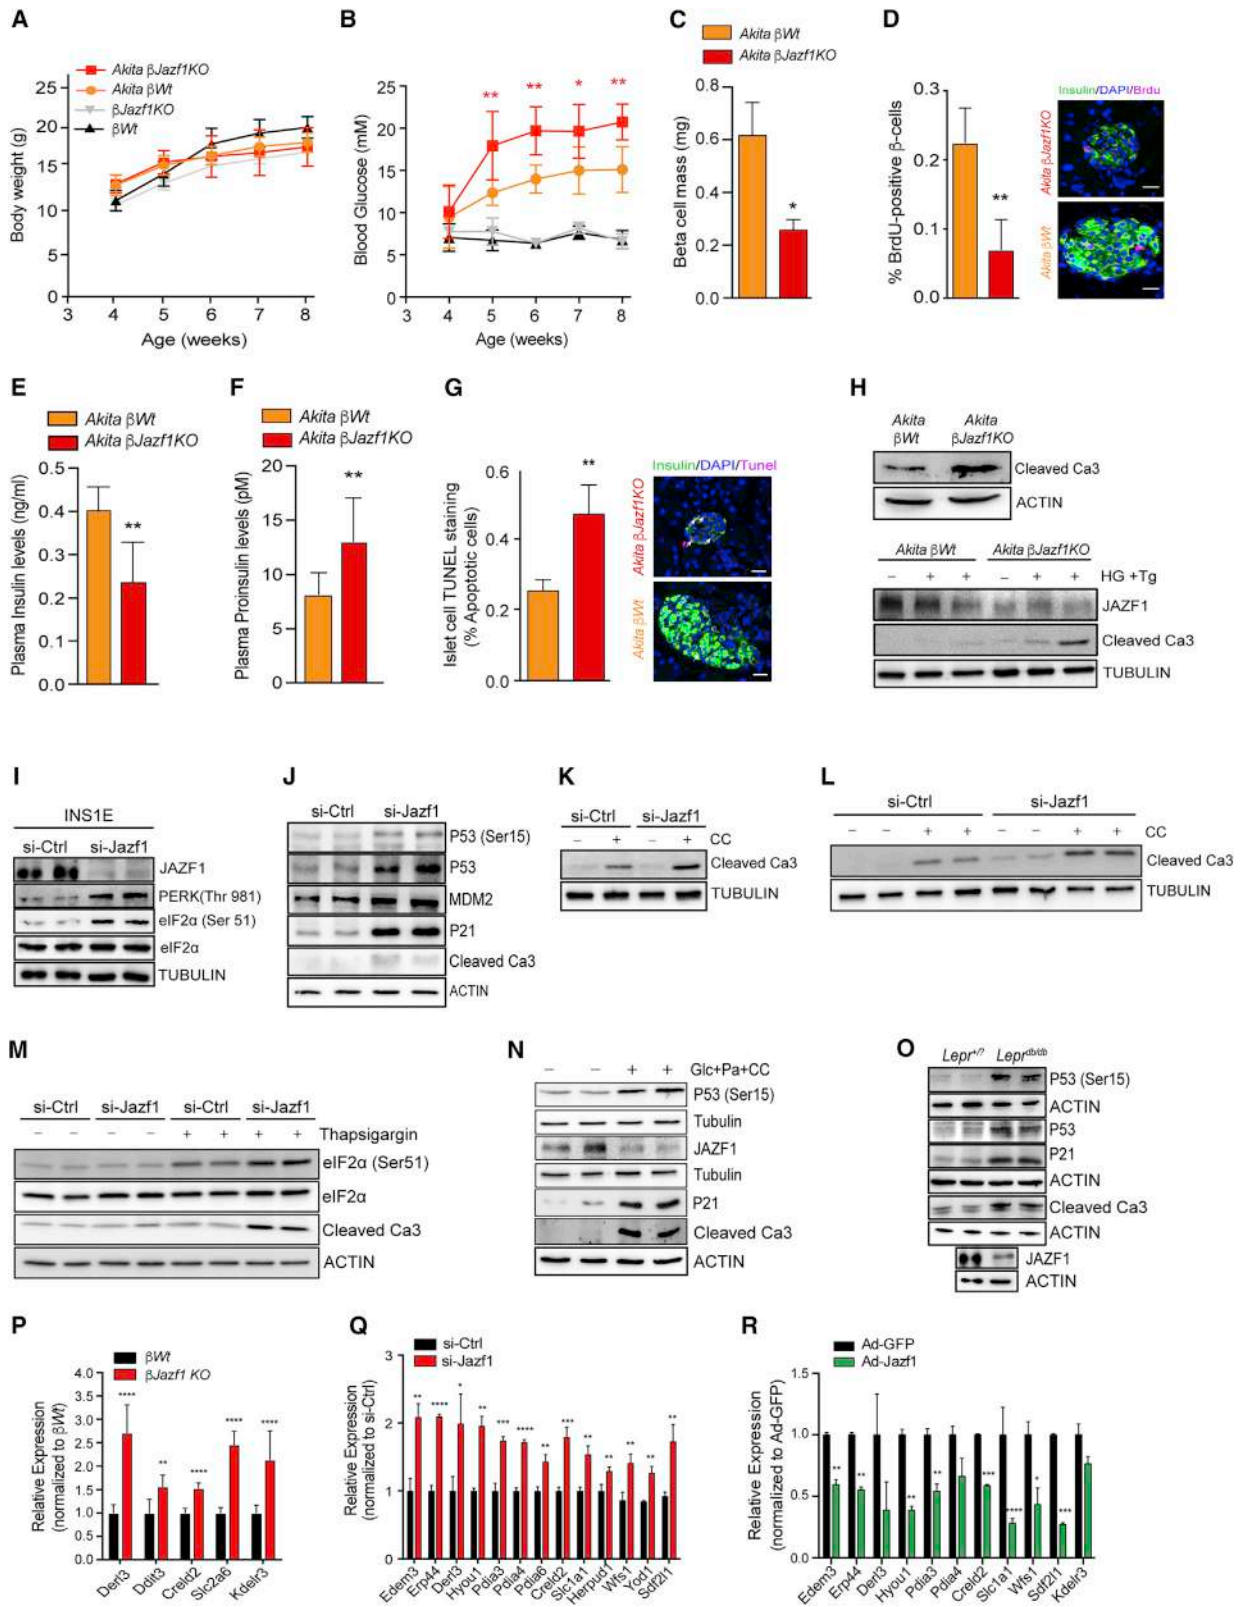 A
Akita βJazf1KO
Akita βWt
βJazf1KO
βWt
Body weight (g)
25
20
15
10
5
0
3 4 5 6 7 8
Age (weeks)
B
Blood Glucose (mM)
25
20
15
10
5
0
** ** * **
3 4 5 6 7 8
Age (weeks)
C
Akita βWt
Akita βJazf1KO
Beta cell mass (mg)
0.8
0.6
0.4
0.2
0.0
*
D
% BrdU-positive β-cells
0.3
0.2
0.1
0.0
**
Insulin/DAPI/Brdu
Akita βJazf1KO
Akita βWt
E
Akita βWt
Akita βJazf1KO
Plasma Insulin levels (ng/ml)
0.5
0.4
0.3
0.2
0.1
0.0
**
F
Akita βWt
Akita βJazf1KO
Plasma Proinsulin levels (pM)
20
15
10
5
0
**
G
Islet cell TUNEL staining
(% Apoptotic cells)
0.6
0.4
0.2
0.0
**
Insulin/DAPI/Tunel
Akita βJazf1KO
Akita βWt
H
Akita βWt
Akita βJazf1KO
Cleaved Ca3
ACTIN
Akita βWt Akita βJazf1KO
– + + – + + HG +Tg
JAZF1
Cleaved Ca3
TUBULIN
I
INS1E
si-Ctrl si-Jazf1
JAZF1
PERK(Thr 981)
eIF2α (Ser 51)
eIF2α
TUBULIN
J
si-Ctrl si-Jazf1
P53 (Ser15)
P53
MDM2
P21
Cleaved Ca3
ACTIN
K
si-Ctrl si-Jazf1
– + – + CC
Cleaved Ca3
TUBULIN
L
si-Ctrl si-Jazf1
– – + + – – + + CC
Cleaved Ca3
TUBULIN
M
si-Ctrl si-Jazf1 si-Ctrl si-Jazf1
– – – – + + + + Thapsigargin
eIF2α (Ser51)
eIF2α
Cleaved Ca3
ACTIN
N
– – + + Glc+Pa+CC
P53 (Ser15)
Tubulin
JAZF1
Tubulin
P21
Cleaved Ca3
ACTIN
O
Lepr+/? Leprdb/db
P53 (Ser15)
ACTIN
P53
P21
ACTIN
Cleaved Ca3
ACTIN
JAZF1
ACTIN
P
βWt
βJazf1 KO
Relative Expression
(normalized to βWt)
4.0
3.5
3.0
2.5
2.0
1.5
1.0
0.5
0.0
**** ** **** **** ****
Derl3 Ddit3 Creld2 Slc2a6 Kdelr3
Q
si-Ctrl
si-Jazf1
Relative Expression
(normalized to si-Ctrl)
3
2
1
0
** **** * ** *** **** ** *** ** ** ** ** **
Edem3 Erp44 Derl3 Hyou1 Pdia3 Pdia4 Pdia6 Creld2 Slc1a1 Herpud1 Wfs1 Yod1 Sdf2l1
R
Ad-GFP
Ad-Jazf1
Relative Expression
(normalized to Ad-GFP)
1.5
1.0
0.5
0.0
** ** ** ** *** **** * ***
Edem3 Erp44 Derl3 Hyou1 Pdia3 Pdia4 Creld2 Slc1a1 Wfs1 Sdf2l1 Kdelr3